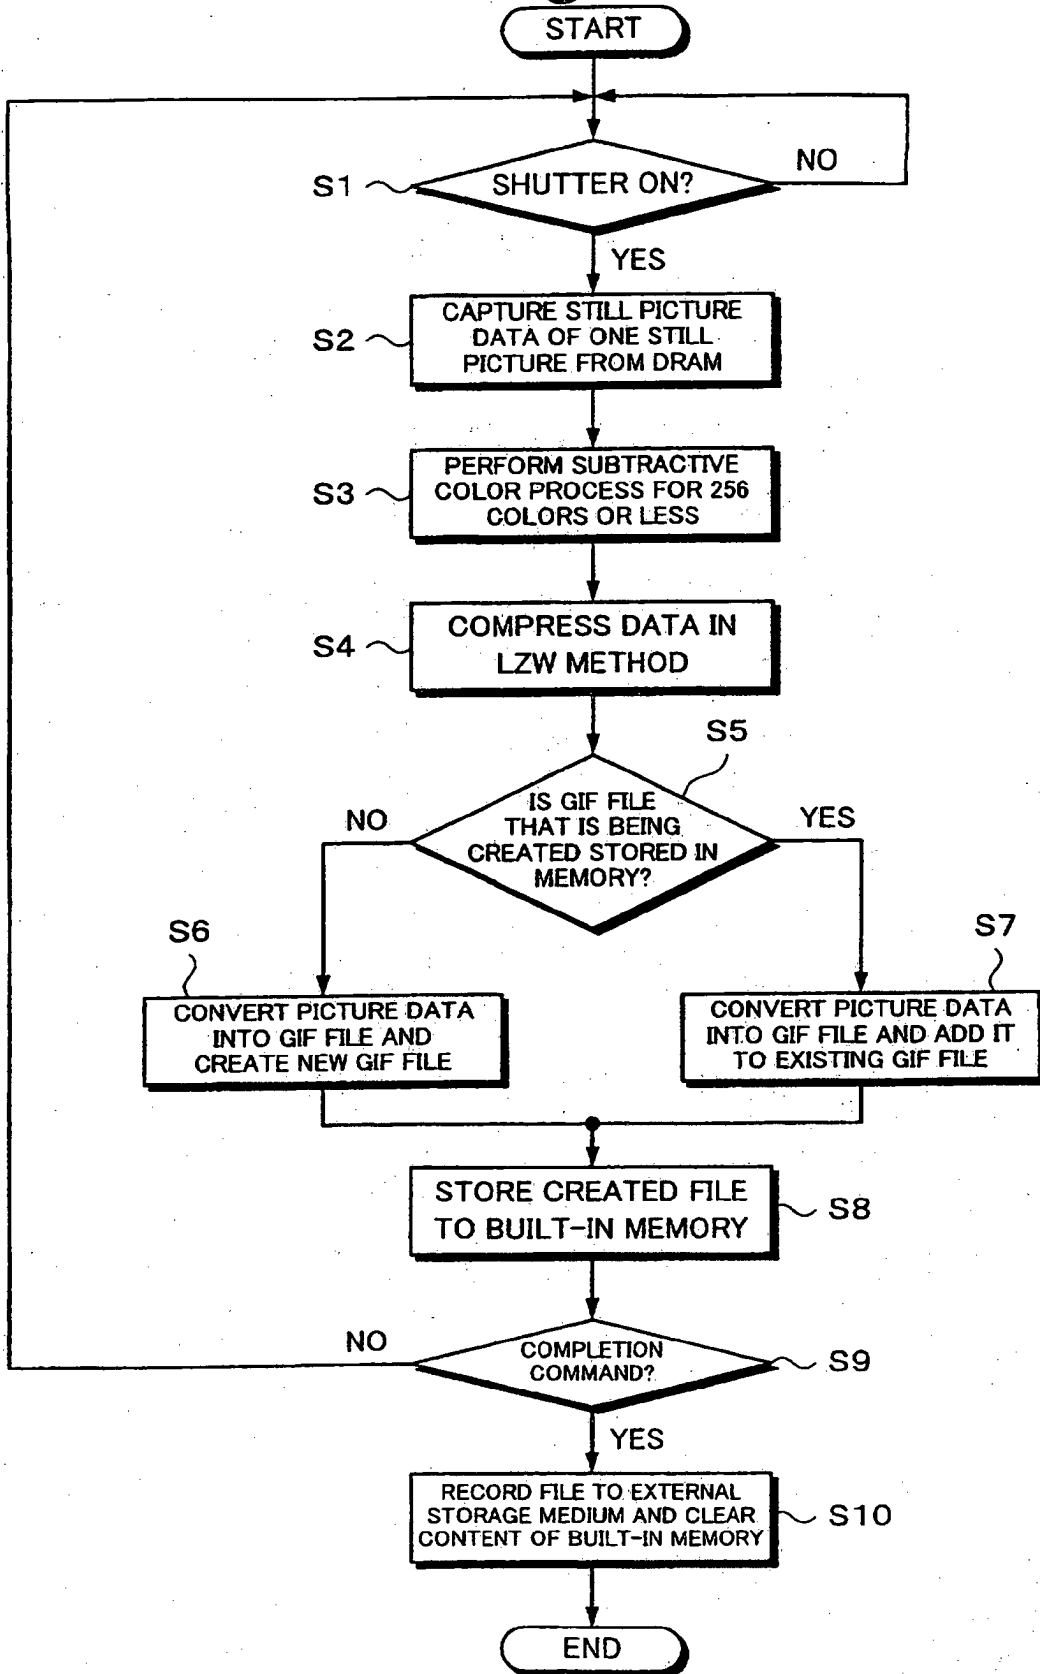 START
NO
S1
SHUTTER ON?
YES
S2
CAPTURE STILL PICTURE
DATA OF ONE STILL
PICTURE FROM DRAM
S3
PERFORM SUBTRACTIVE
COLOR PROCESS FOR 256
COLORS OR LESS
S4
COMPRESS DATA IN
LZW METHOD
S5
NO
IS GIF FILE
THAT IS BEING
CREATED STORED IN
MEMORY?
YES
S6
CONVERT PICTURE DATA
INTO GIF FILE AND
CREATE NEW GIF FILE
S7
CONVERT PICTURE DATA
INTO GIF FILE AND ADD IT
TO EXISTING GIF FILE
STORE CREATED FILE
TO BUILT-IN MEMORY
S8
NO
COMPLETION
COMMAND?
S9
YES
RECORD FILE TO EXTERNAL
STORAGE MEDIUM AND CLEAR
CONTENT OF BUILT-IN MEMORY
S10
END